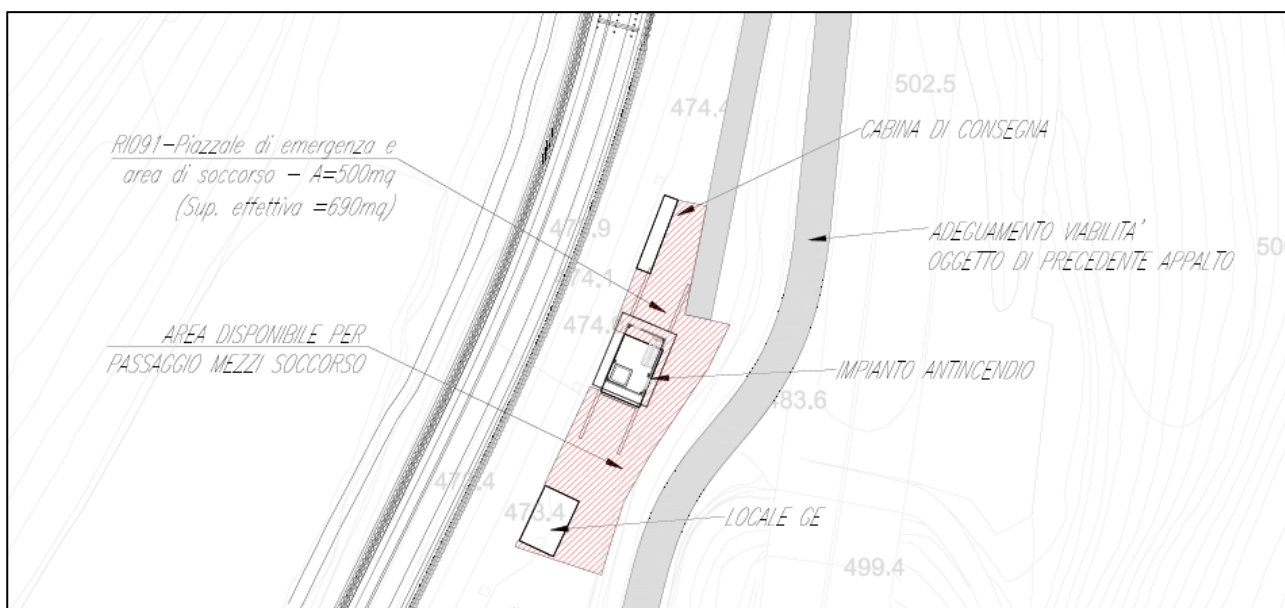 502.5
474.4
CABINA DI CONSEGNA
RI091-Piazzale di emergenza e
area di soccorso - A=500mq
(Sup. effettiva =690mq)
ADEGUAMENTO VIABILITA'
OGGETTO DI PRECEDENTE APPALTO
AREA DISPONIBILE PER
PASSAGGIO MEZZI SOCCORSO
IMPIANTO ANTINCENDIO
483.6
473.4
LOCALE GE
499.4